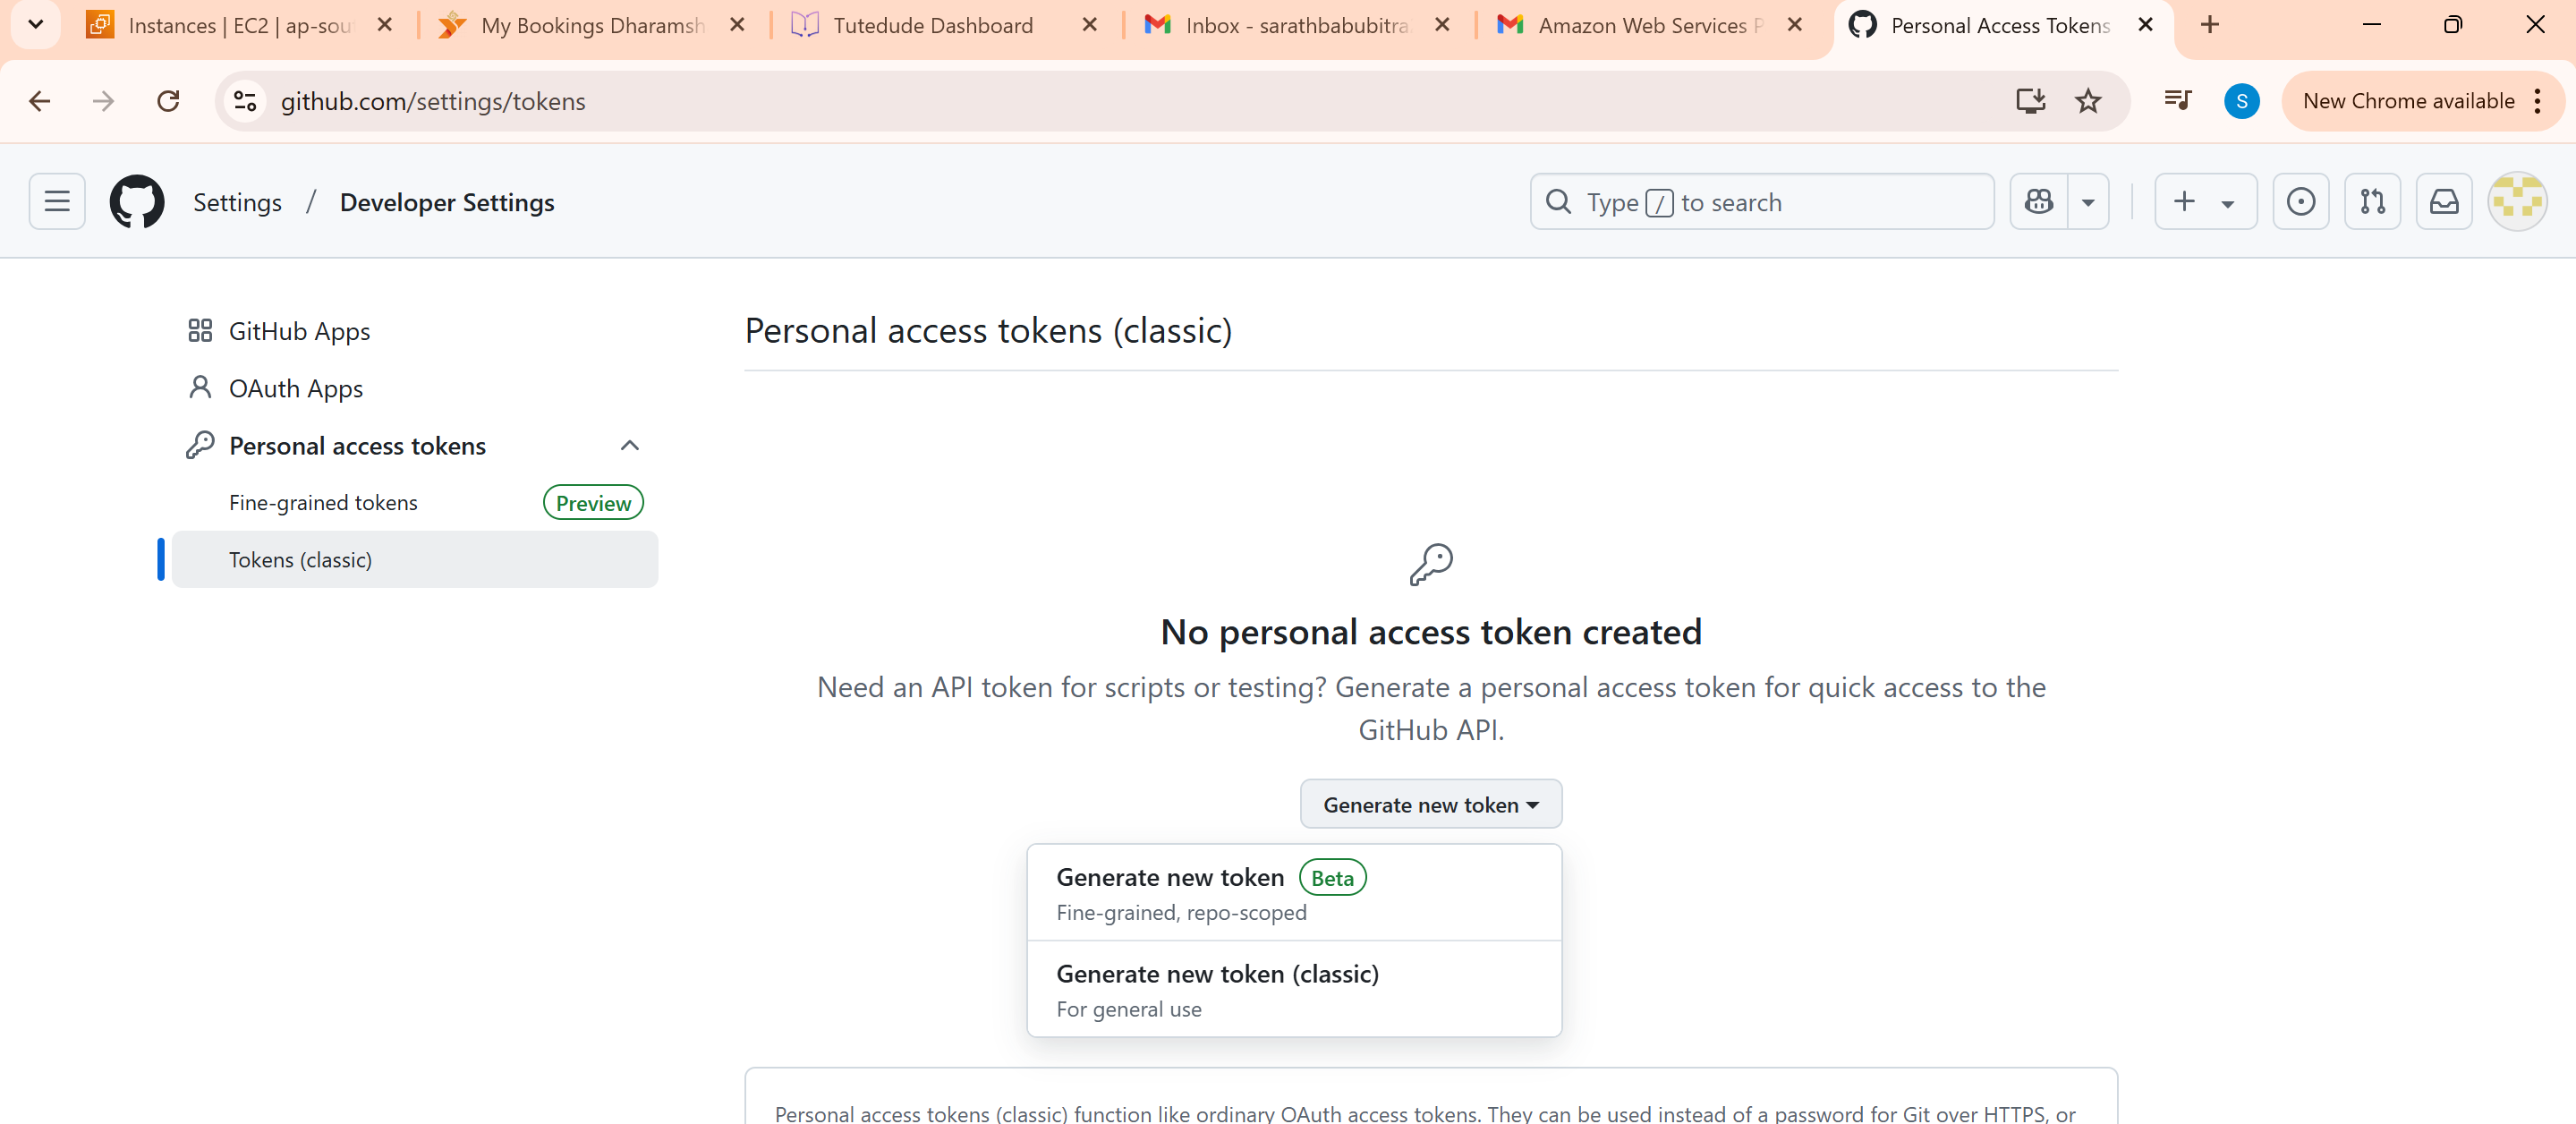 Instances | EC2 | ap-sou
My Bookings Dharamsh
Tutedude Dashboard
Inbox - sarathbabubitra
Amazon Web Services P
Personal Access Tokens
github.com/settings/tokens
S
New Chrome available
Settings / Developer Settings
Type / to search
GitHub Apps
OAuth Apps
Personal access tokens
Fine-grained tokens
Preview
Tokens (classic)
Personal access tokens (classic)
No personal access token created
Need an API token for scripts or testing? Generate a personal access token for quick access to the
GitHub API.
Generate new token
Generate new token Beta
Fine-grained, repo-scoped
Generate new token (classic)
For general use
Personal access tokens (classic) function like ordinary OAuth access tokens. They can be used instead of a password for Git over HTTPS, or